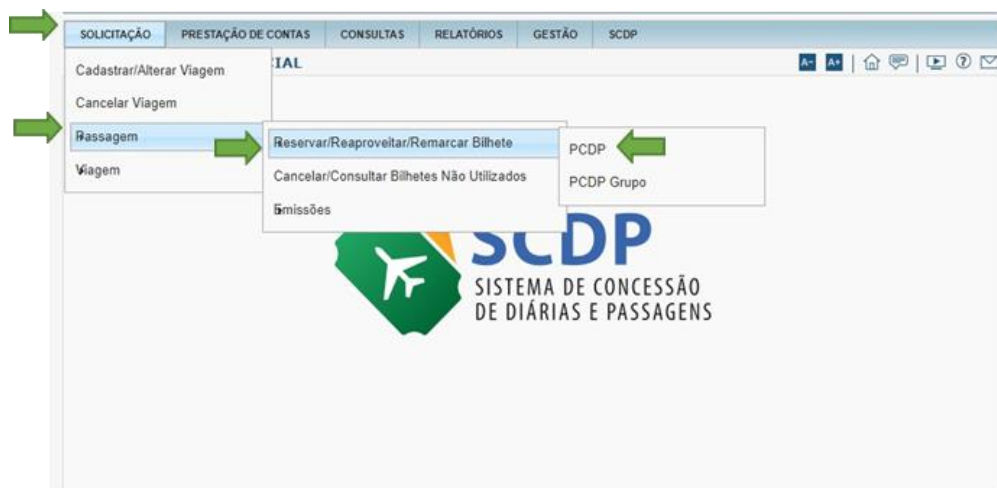 SOLICITAÇÃO PRESTAÇÃO DE CONTAS CONSULTAS RELATÓRIOS GESTÃO SCDP
Cadastrar/Alterar Viagem CIAL A- A+
Cancelar Viagem
Passagem Reservar/Reaproveitar/Remarcar Bilhete PCDP
Viagem Cancelar/Consultar Bilhetes Não Utilizados PCDP Grupo
Emissões
SCDP
SISTEMA DE CONCESSÃO
DE DIÁRIAS E PASSAGENS